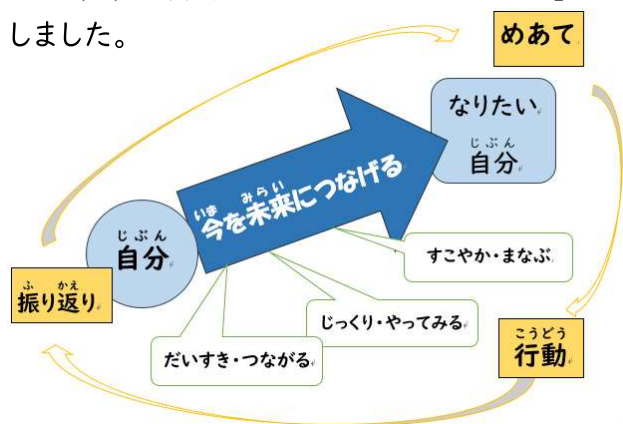 しました。
めあて
なりたい
じぶん
自分
いま みらい
今を未来につなげる
じぶん
自分
すこやか・まなぶ
ふ かえ
振り返り
じっくり・やってみる
こうどう
行動
だいすき・つながる